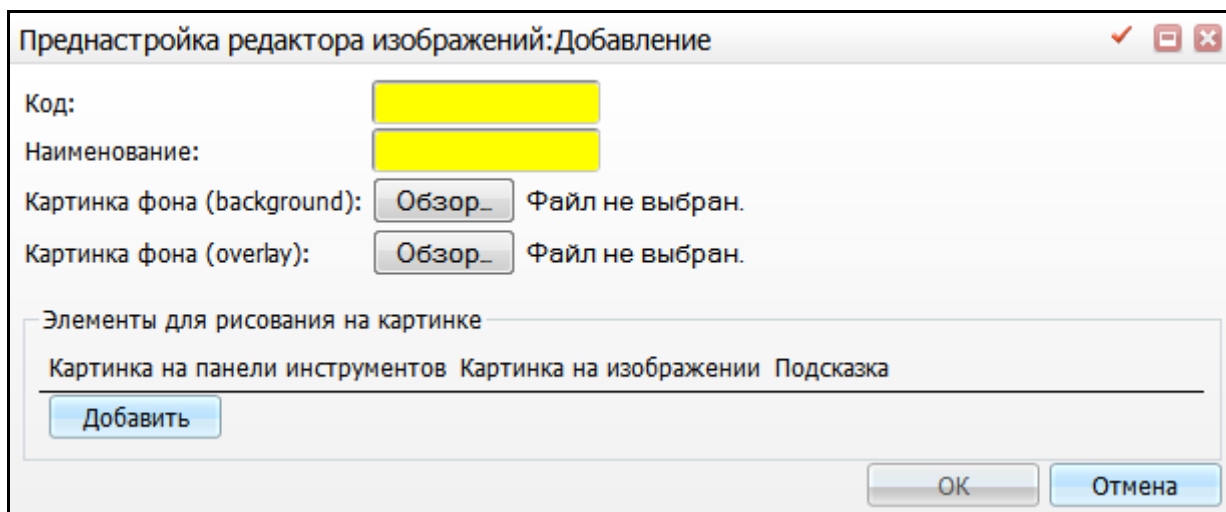 Преднастройка редактора изображений:Добавление
Код:
Наименование:
Картинка фона (background): Обзор_ Файл не выбран.
Картинка фона (overlay): Обзор_ Файл не выбран.
Элементы для рисования на картинке
Картинка на панели инструментов Картинка на изображении Подсказка
Добавить
ОК Отмена